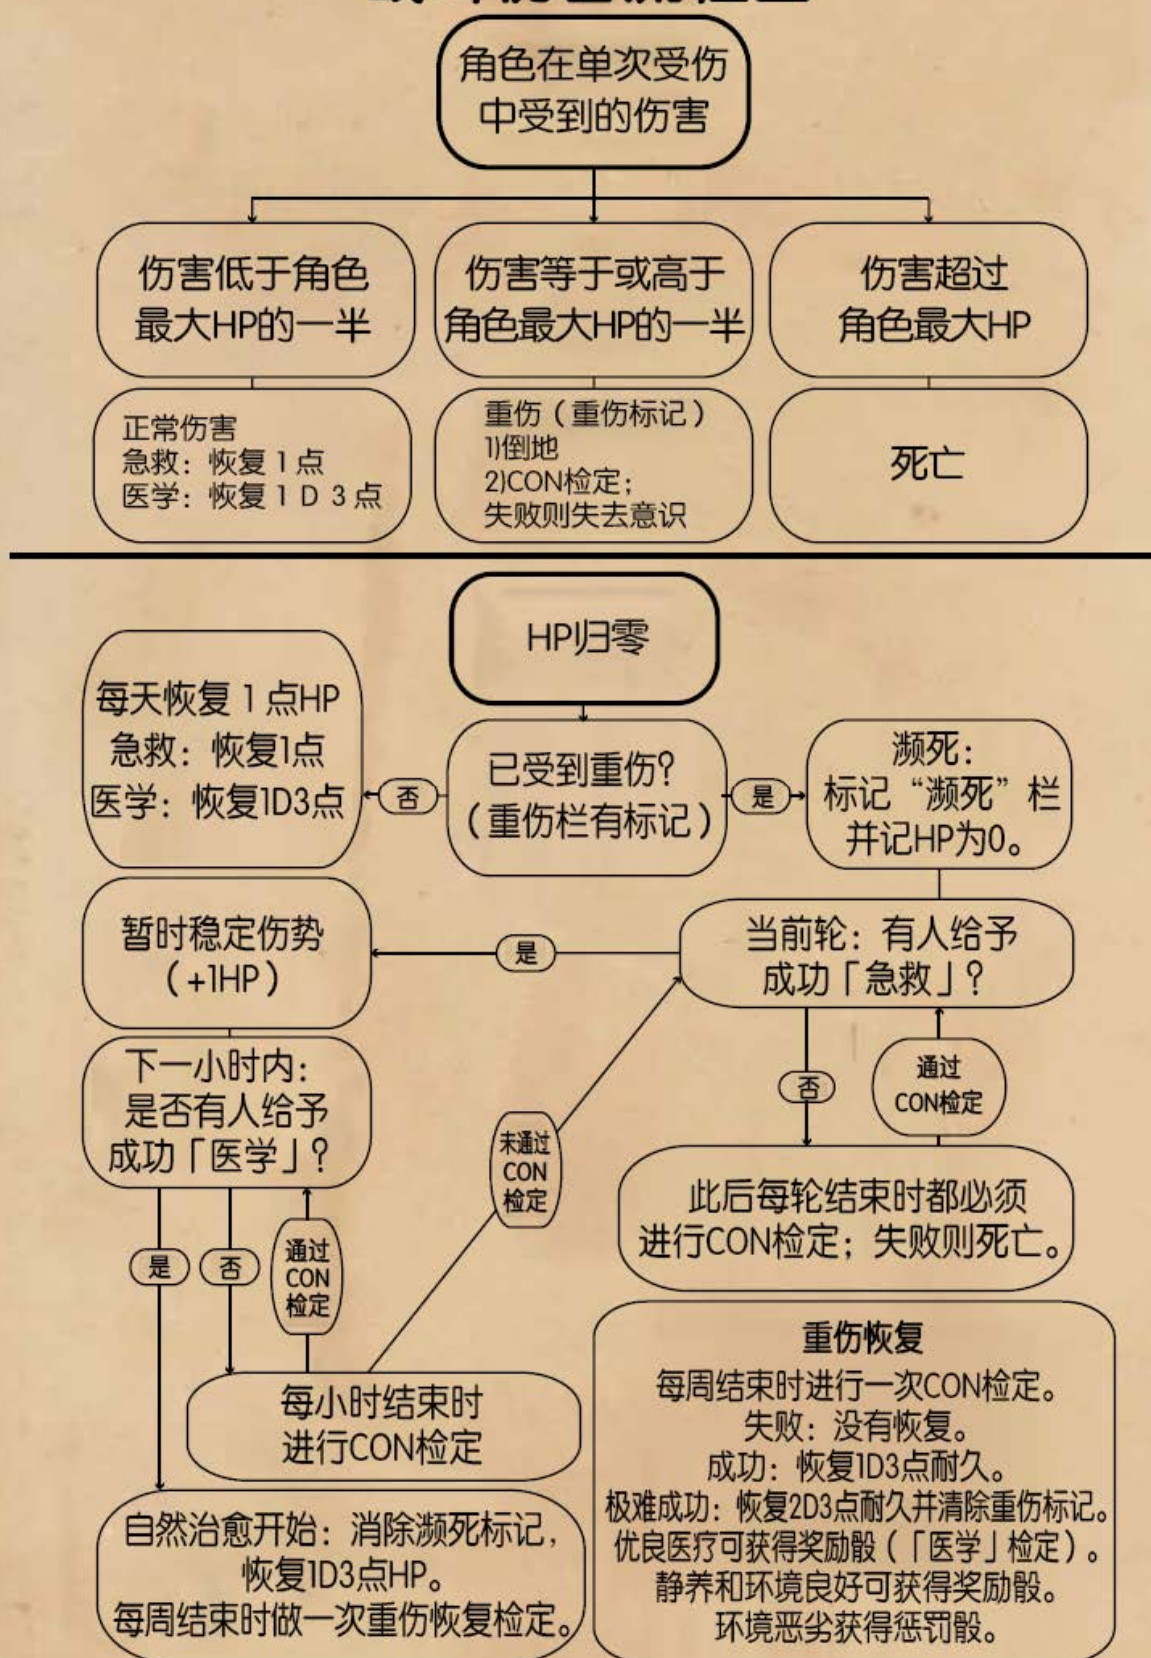 角色在单次受伤
中受到的伤害
伤害低于角色
最大HP的一半
伤害等于或高于
角色最大HP的一半
伤害超过
角色最大HP
正常伤害
急救：恢复1点
医学：恢复1D3点
重伤（重伤标记）
1)倒地
2)CON检定；
失败则失去意识
死亡
HP归零
每天恢复1点HP
急救：恢复1点
医学：恢复1D3点
否
已受到重伤？
（重伤栏有标记）
是
濒死：
标记“濒死”栏
并记HP为0。
暂时稳定伤势
（+1HP）
是
当前轮：有人给予
成功「急救」？
下一小时内：
是否有人给予
成功「医学」？
否
通过
CON检定
未通过
CON
检定
此后每轮结束时都必须
进行CON检定；失败则死亡。
是
否
通过
CON
检定
每小时结束时
进行CON检定
自然治愈开始：消除濒死标记，
恢复1D3点HP。
每周结束时做一次重伤恢复检定。
重伤恢复
每周结束时进行一次CON检定。
失败：没有恢复。
成功：恢复1D3点耐久。
极难成功：恢复2D3点耐久并清除重伤标记。
优良医疗可获得奖励骰（「医学」检定）。
静养和环境良好可获得奖励骰。
环境恶劣获得惩罚骰。